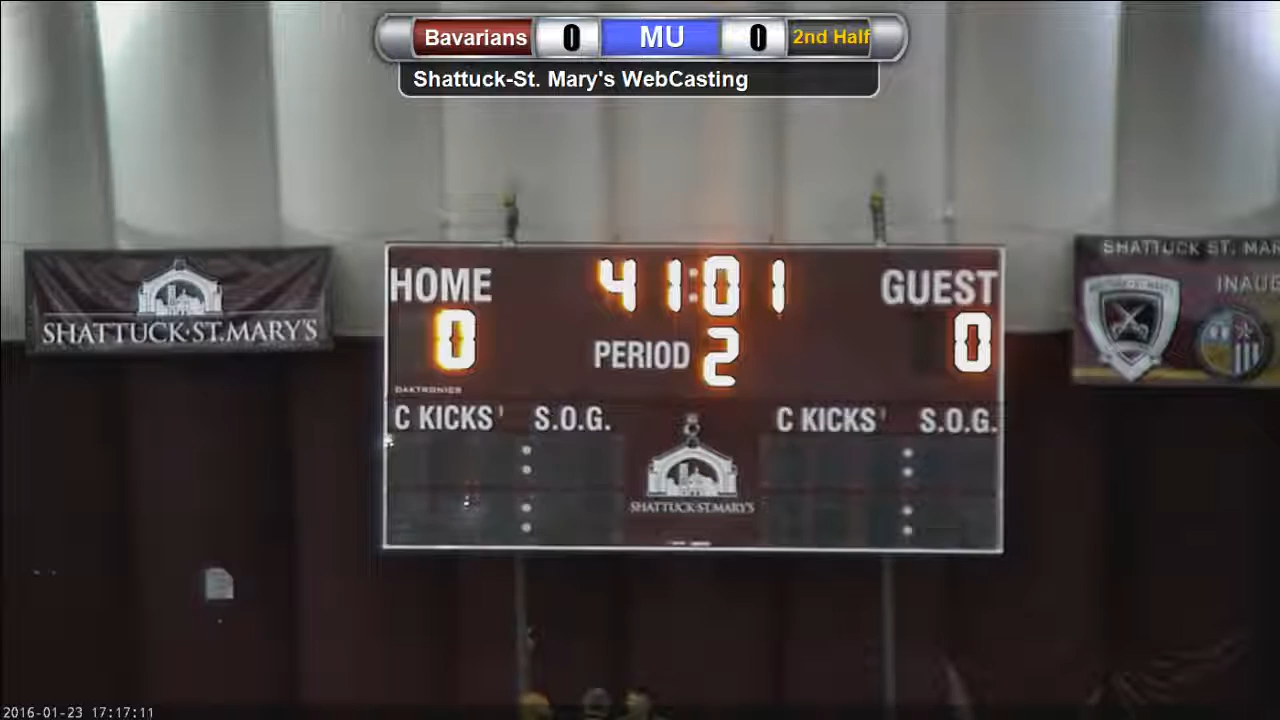 Bavarians 0 MU 0 2nd Half
Shattuck-St. Mary's WebCasting
SHATTUCK·ST.MARY'S
HOME 41:01 GUEST
0 PERIOD 2 0
DAKTRONICS
C KICKS S.O.G. C KICKS S.O.G.
SHATTUCK·ST.MARY'S
SHATTUCK ST. MAR
INAUG
2016-01-23 17:17:11